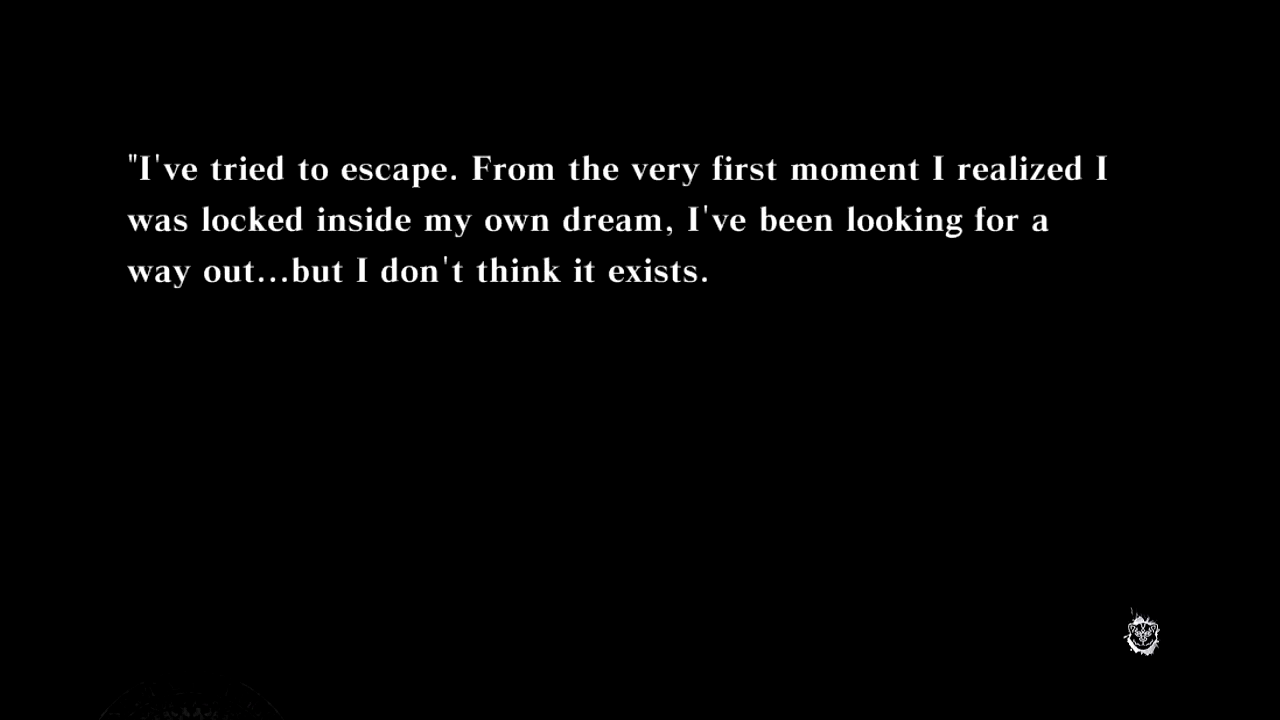 "I've tried to escape. From the very first moment I realized I
was locked inside my own dream, I've been looking for a
way out...but I don't think it exists.